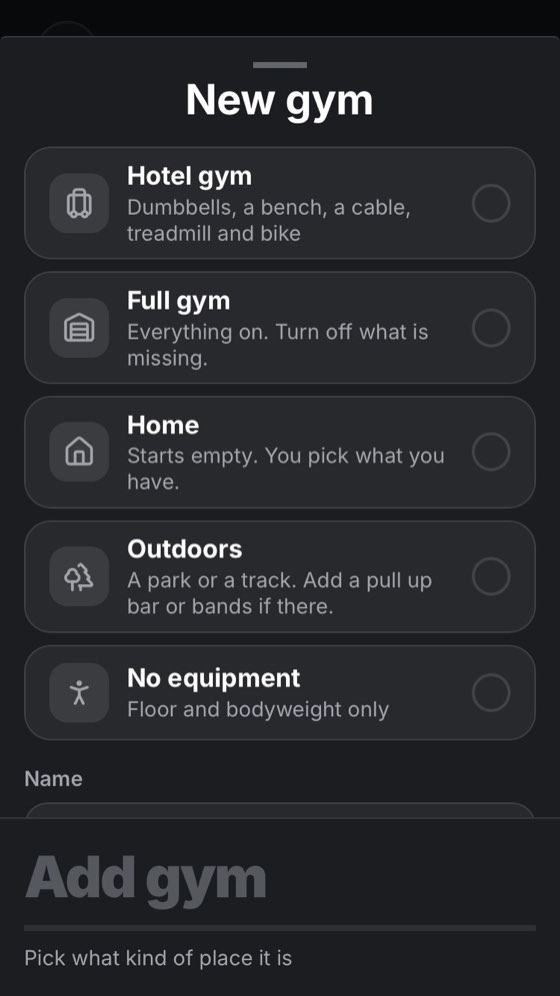 New gym
Hotel gym
Dumbbells, a bench, a cable,
treadmill and bike
Full gym
Everything on. Turn off what is
missing.
Home
Starts empty. You pick what you
have.
Outdoors
A park or a track. Add a pull up
bar or bands if there.
No equipment
Floor and bodyweight only
Name
Add gym
Pick what kind of place it is